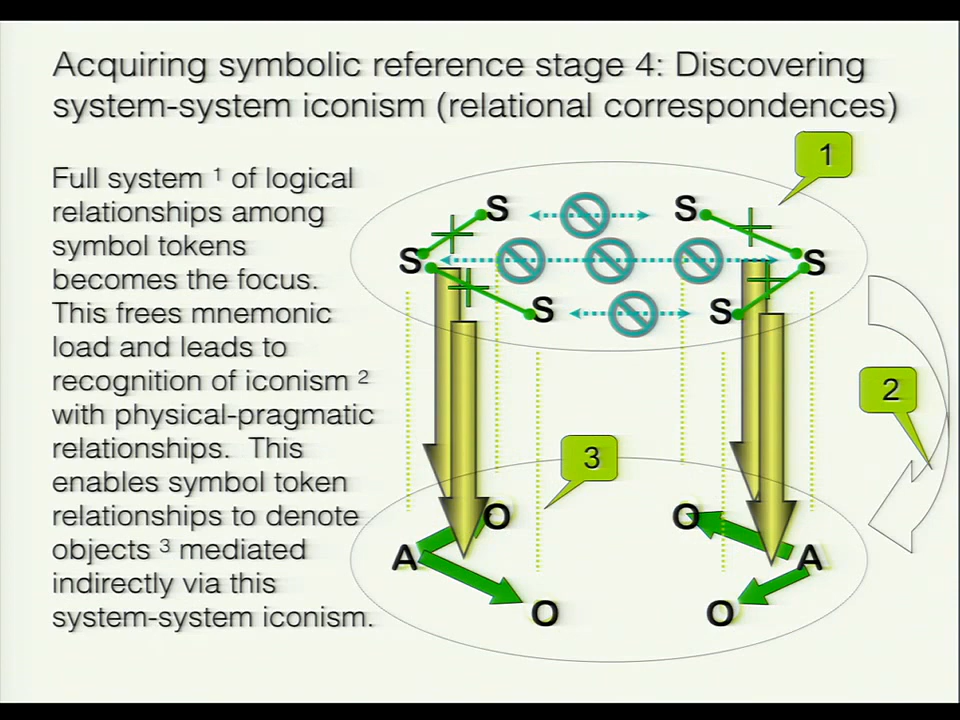 Acquiring symbolic reference stage 4: Discovering
system-system iconism (relational correspondences)
Full system 1 of logical
relationships among
symbol tokens
becomes the focus.
This frees mnemonic
load and leads to
recognition of iconism 2
with physical-pragmatic
relationships. This
enables symbol token
relationships to denote
objects 3 mediated
indirectly via this
system-system iconism.
1
S S
S S
S S
2
3
O O
A A
O O